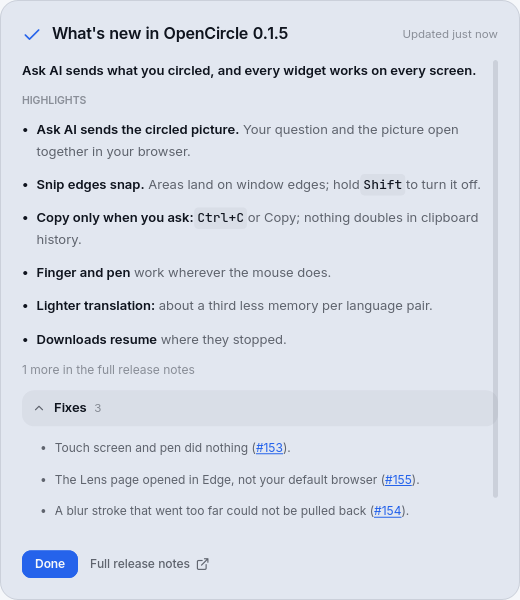 What's new in OpenCircle 0.1.5
Updated just now
Ask AI sends what you circled, and every widget works on every screen.
HIGHLIGHTS
• Ask AI sends the circled picture. Your question and the picture open
together in your browser.
• Snip edges snap. Areas land on window edges; hold Shift to turn it off.
• Copy only when you ask: Ctrl+C or Copy; nothing doubles in clipboard
history.
• Finger and pen work wherever the mouse does.
• Lighter translation: about a third less memory per language pair.
• Downloads resume where they stopped.
1 more in the full release notes
Fixes 3
• Touch screen and pen did nothing (#153).
• The Lens page opened in Edge, not your default browser (#155).
• A blur stroke that went too far could not be pulled back (#154).
Done
Full release notes